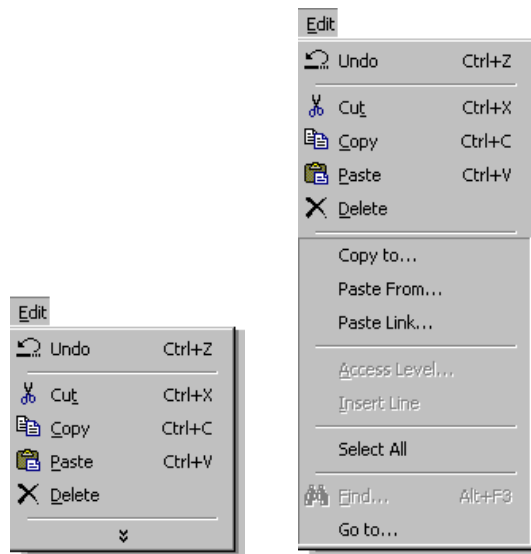 Edit
Undo Ctrl+Z
Cut Ctrl+X
Copy Ctrl+C
Paste Ctrl+V
Delete
Edit
Undo Ctrl+Z
Cut Ctrl+X
Copy Ctrl+C
Paste Ctrl+V
Delete
Copy to...
Paste From...
Paste Link...
Access Level...
Insert Line
Select All
Find... Alt+F3
Go to...